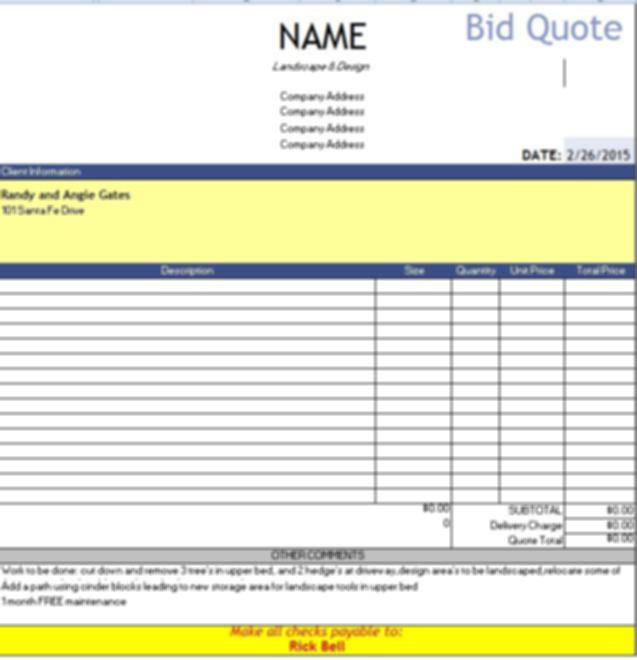 Bid Quote
NAME
Landscape & Design
Company Address
Company Address
Company Address
Company Address
DATE: 2/26/2015
Client Information
Randy and Angie Gates
101 Santa Fe Drive
Description Size Quantity Unit Price Total Price
$0.00 SUBTOTAL $0.00
0 Delivery Charge $0.00
Quote Total $0.00
OTHER COMMENTS
Work to be done: cut down and remove 3 tree's in upper bed, and 2 hedge's at driveway,design area's to be landscaped,relocate some of
Add a path using cinder blocks leading to new storage area for landscape tools in upper bed
1 month FREE maintenance
Make all checks payable to:
Rick Bell